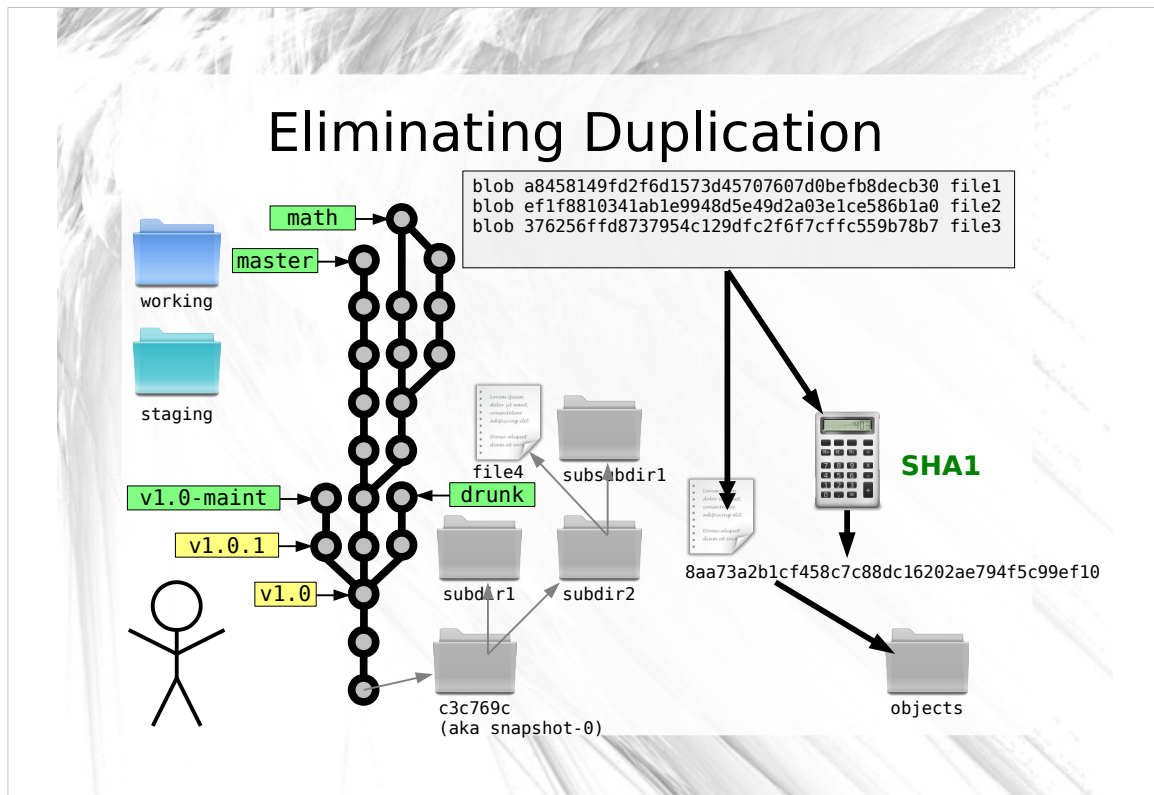 Eliminating Duplication
blob a8458149fd2f6d1573d45707607d0befb8decb30 file1
blob ef1f8810341ab1e9948d5e49d2a03e1ce586b1a0 file2
blob 376256ffd8737954c129dfc2f6f7cffc559b78b7 file3
math
master
working
staging
file4
subsubdir1
SHA1
v1.0-maint
drunk
v1.0.1
8aa73a2b1cf458c7c88dc16202ae794f5c99ef10
v1.0
subdir1
subdir2
c3c769c
(aka snapshot-0)
objects